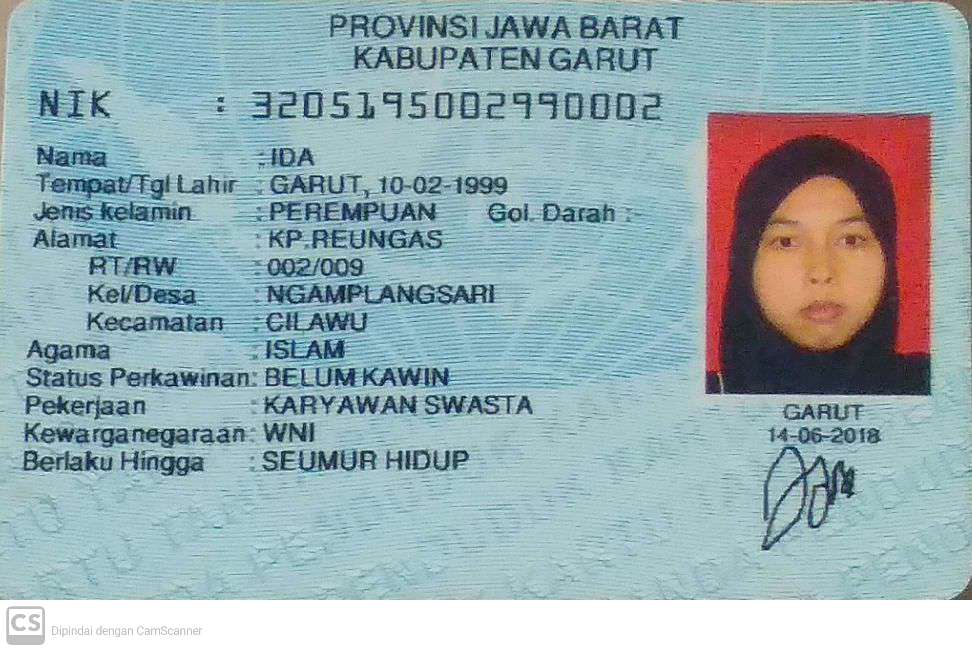 PROVINSI JAWA BARAT
KABUPATEN GARUT
NIK : 3205195002990002
Nama : IDA
Tempat/Tgl Lahir : GARUT, 10-02-1999
Jenis kelamin : PEREMPUAN Gol. Darah :-
Alamat : KP.REUNGAS
RT/RW : 002/009
Kel/Desa : NGAMPLANGSARI
Kecamatan : CILAWU
Agama : ISLAM
Status Perkawinan: BELUM KAWIN
Pekerjaan : KARYAWAN SWASTA
Kewarganegaraan: WNI
Berlaku Hingga : SEUMUR HIDUP
GARUT
14-06-2018
CS Dipindai dengan CamScanner